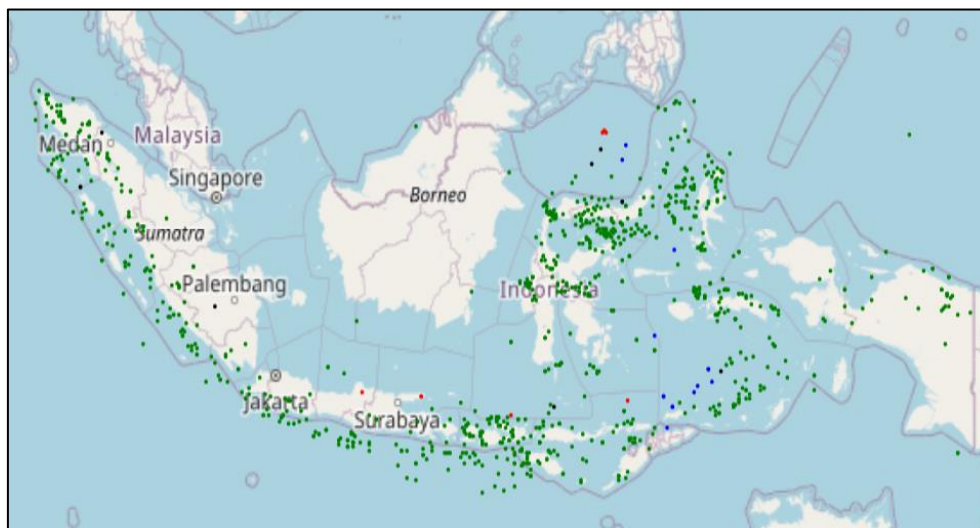 Medan
Malaysia
Singapore
Borneo
Sumatra
Palembang
Indonesia
Jakarta
Surabaya